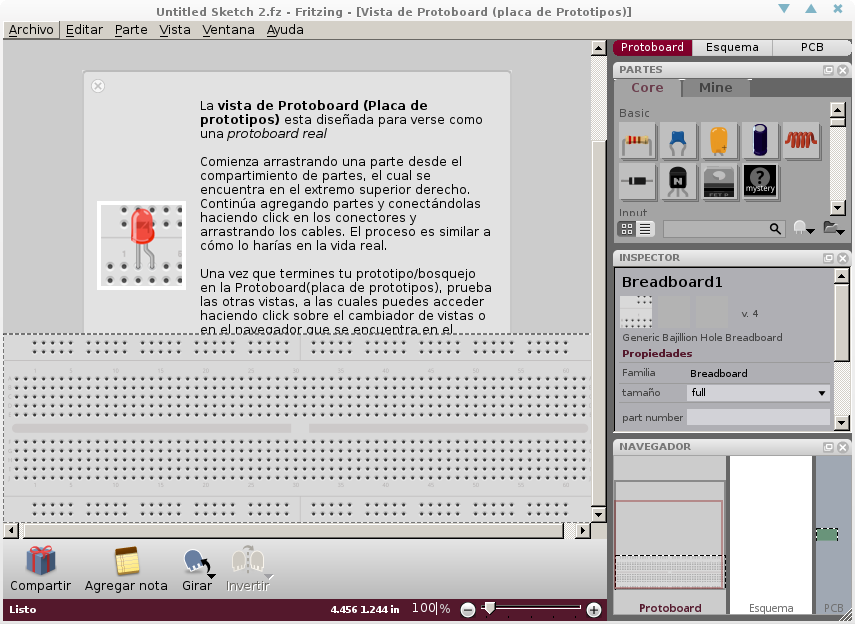 Untitled Sketch 2.fz - Fritzing - [Vista de Protoboard (placa de Prototipos)]
Archivo Editar Parte Vista Ventana Ayuda
Protoboard Esquema PCB
La vista de Protoboard (Placa de
prototipos) esta diseñada para verse como
una protoboard real
Comienza arrastrando una parte desde el
compartimiento de partes, el cual se
encuentra en el extremo superior derecho.
Continúa agregando partes y conectándolas
haciendo click en los conectores y
arrastrando los cables. El proceso es similar a
cómo lo harías en la vida real.
Una vez que termines tu prototipo/bosquejo
en la Protoboard(placa de prototipos), prueba
las otras vistas, a las cuales puedes acceder
haciendo click sobre el cambiador de vistas o
en el navegador que se encuentra en el
PARTES
Core Mine
Basic
N
mystery
Input
INSPECTOR
Breadboard1
v. 4
Generic Bajillion Hole Breadboard
Propiedades
Familia Breadboard
tamaño full
part number
NAVEGADOR
Protoboard Esquema PCB
Compartir Agregar nota Girar Invertir
Listo 4.456 1.244 in 100%